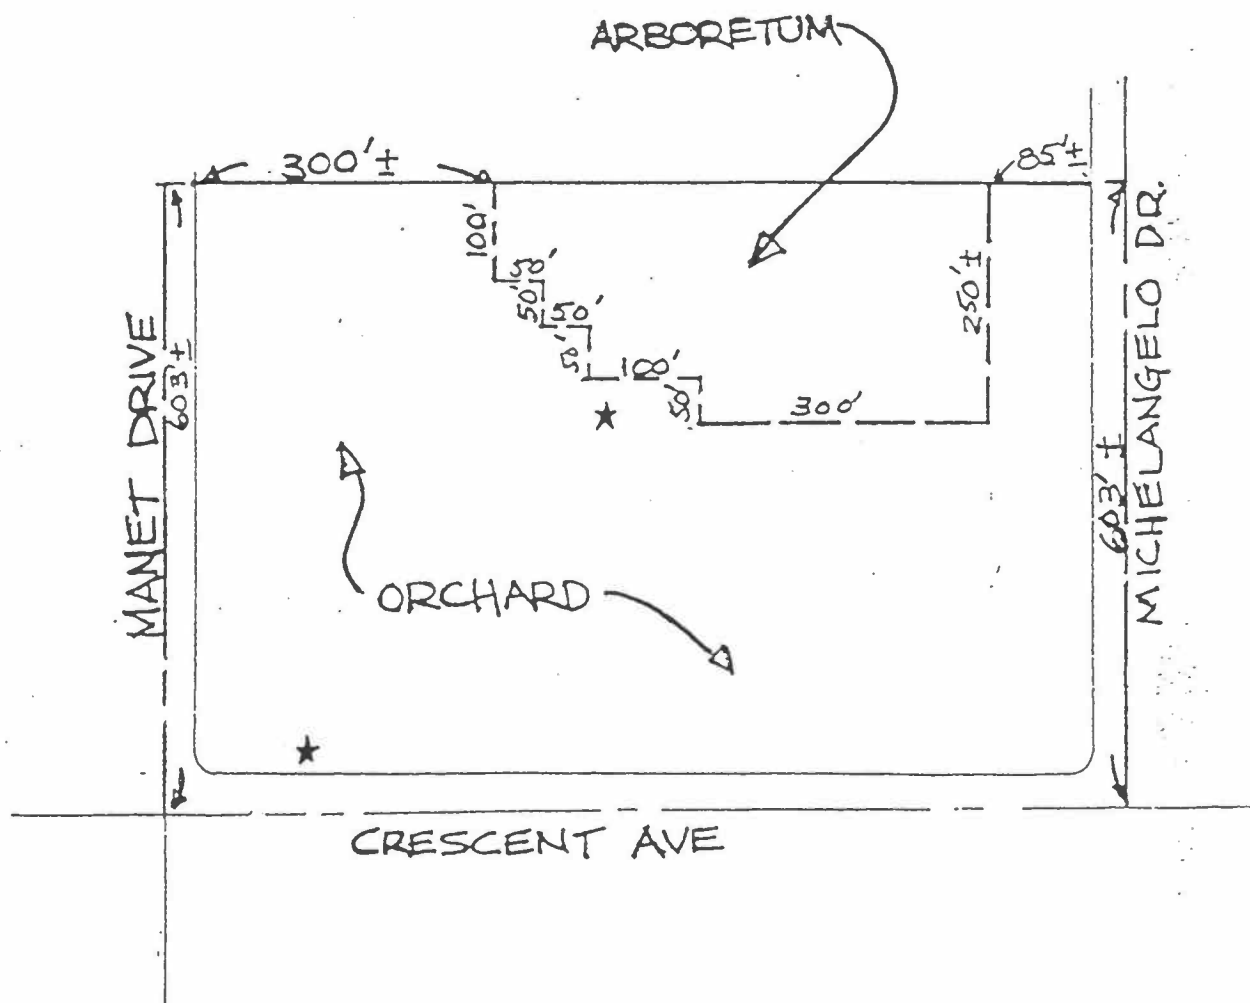 ARBORETUM
300'±
85'±
100'
50'
50'
50'
50'
100'
50'
300'
250'±
MANET DRIVE
603'±
603'±
MICHELANGELO DR.
ORCHARD
CRESCENT AVE